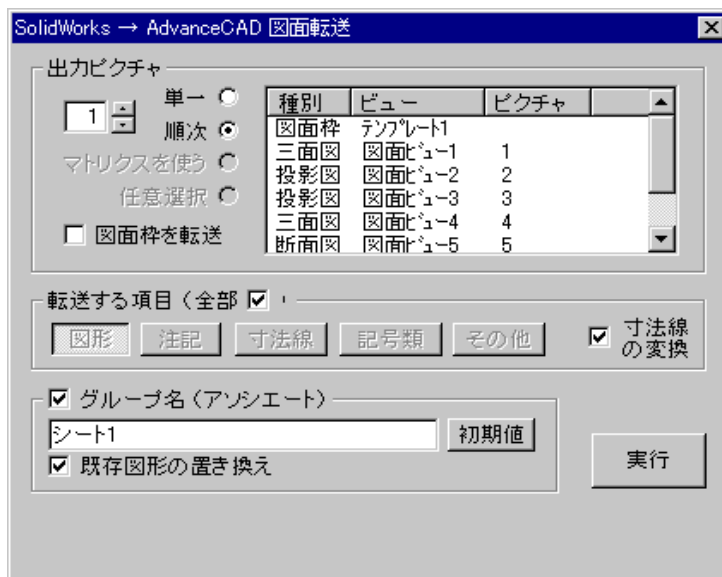 SolidWorks → AdvanceCAD 図面転送
出力ピクチャ
1
単一
順次
マトリクスを使う
任意選択
図面枠を転送
種別 ビュー ピクチャ
図面枠 テンプレート1
三面図 図面ビュー1 1
投影図 図面ビュー2 2
投影図 図面ビュー3 3
三面図 図面ビュー4 4
断面図 図面ビュー5 5
転送する項目（全部
図形 注記 寸法線 記号類 その他
寸法線
の変換
グループ名（アソシエート）
シート1 初期値
既存図形の置き換え
実行